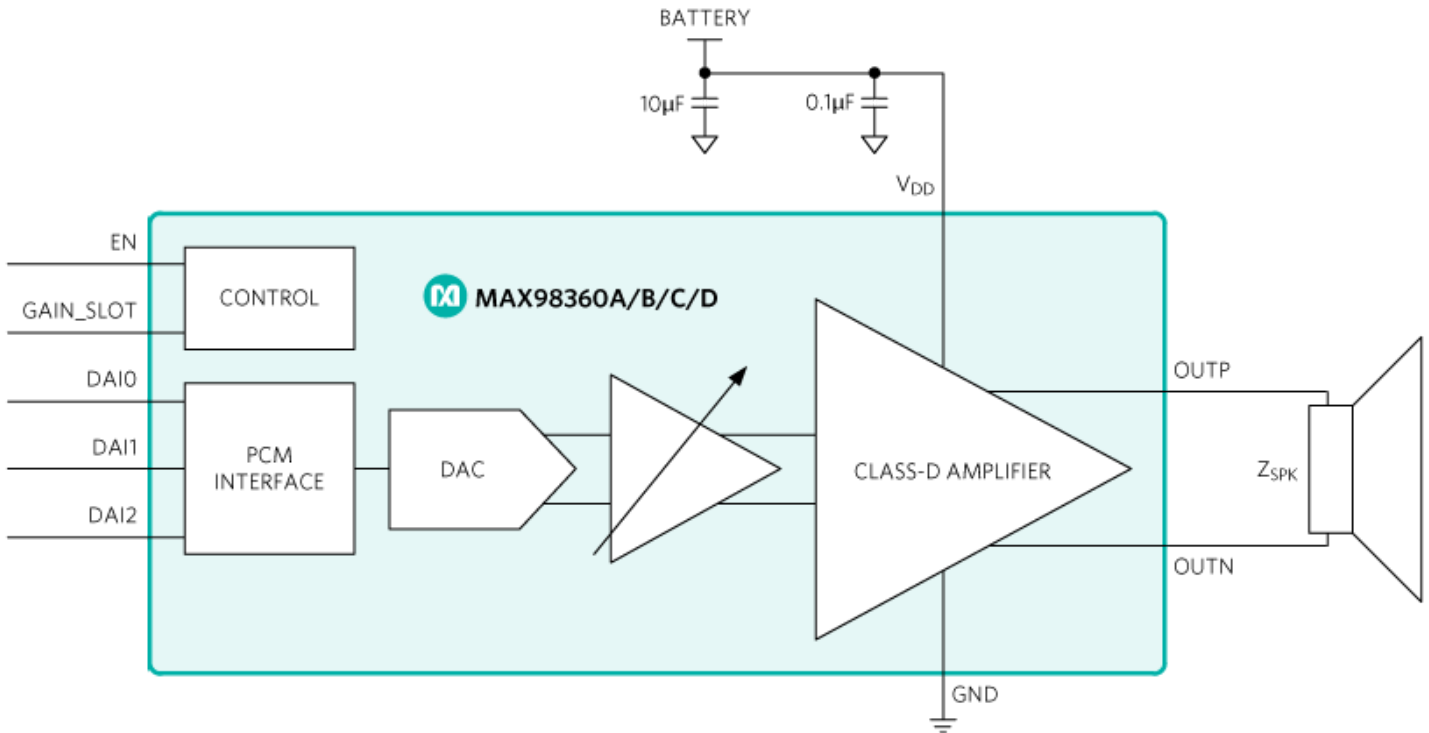 BATTERY
10µF
0.1µF
VDD
EN
CONTROL
GAIN_SLOT
MAX98360A/B/C/D
DAI0
DAI1
DAI2
PCM
INTERFACE
DAC
CLASS-D AMPLIFIER
OUTP
ZSPK
OUTN
GND